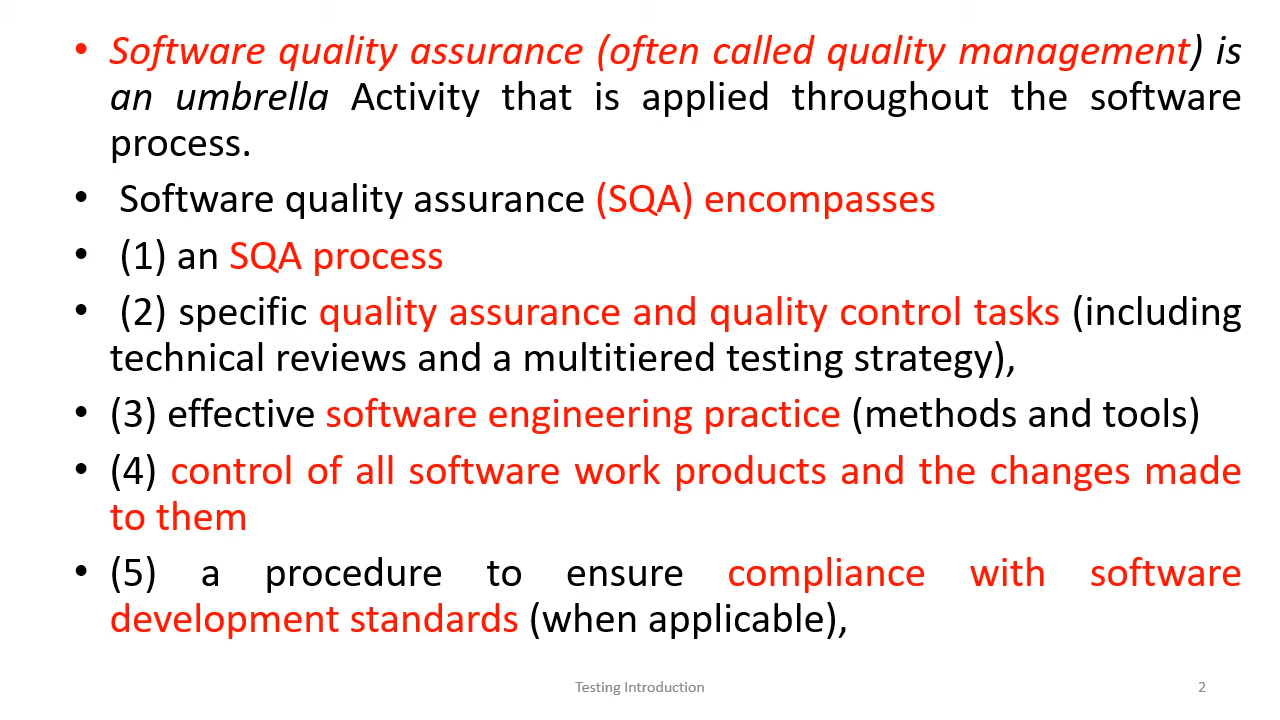 • Software quality assurance (often called quality management) is
an umbrella Activity that is applied throughout the software
process.
• Software quality assurance (SQA) encompasses
• (1) an SQA process
• (2) specific quality assurance and quality control tasks (including
technical reviews and a multitiered testing strategy),
• (3) effective software engineering practice (methods and tools)
• (4) control of all software work products and the changes made
to them
• (5) a procedure to ensure compliance with software
development standards (when applicable),
Testing Introduction
2